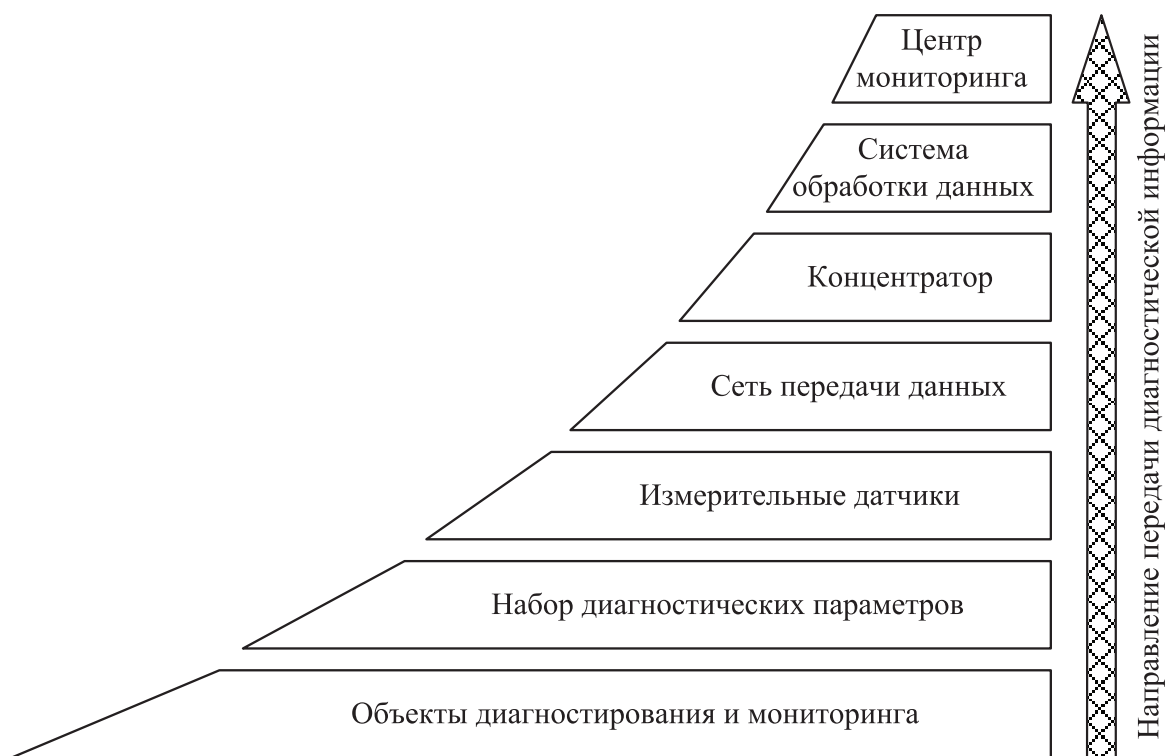 Центр
мониторинга
Система
обработки данных
Концентратор
Сеть передачи данных
Измерительные датчики
Набор диагностических параметров
Объекты диагностирования и мониторинга
Направление передачи диагностической информации